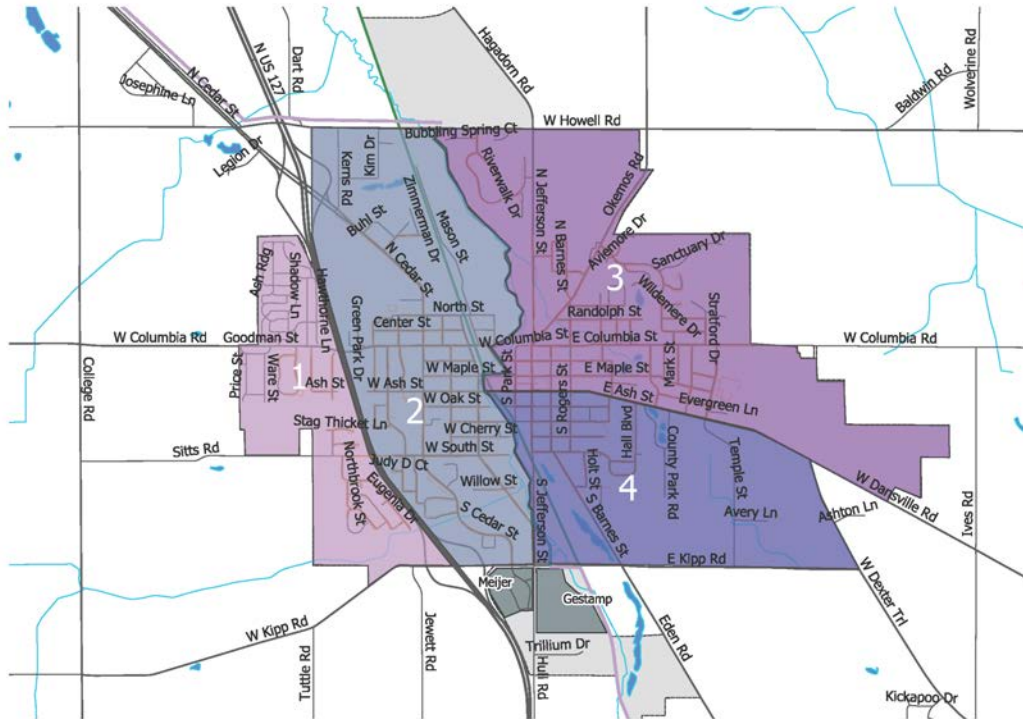 Hagadorn Rd
N US 127
Dart Rd
Josephine Ln
N Cedar St
Baldwin Rd
Wolverine Rd
W Howell Rd
Bubbling Spring Ct
Legion Dr
Kerns Rd
Kim Dr
Riverwalk Dr
Okemos Rd
Zimmerman Dr
Mason St
N Jefferson St
Buhl St
N Cedar St
N Barnes St
Aviemore Dr
Sanctuary Dr
Ash Rdg
Shadow Ln
Hawthorne Ln
3
Wildemere Dr
Stratford Dr
Green Park Dr
North St
Center St
Randolph St
W Columbia Rd
Goodman St
W Columbia St
E Columbia St
W Columbia Rd
College Rd
Price St
Ware St
1
Ash St
W Ash St
W Maple St
S Park St
E Maple St
Mark St
E Ash St
Evergreen Ln
2
W Oak St
S Rogers St
Hall Blvd
Stag Thicket Ln
W Cherry St
W South St
Sitts Rd
Northbrook St
Judy D Ct
Eugenia Dr
Willow St
Holt St
4
County Park Rd
Temple St
S Cedar St
S Jefferson St
S Barnes St
Avery Ln
Ashton Ln
W Dansville Rd
Ives Rd
E Kipp Rd
Meijer
Gestamp
W Dexter Trl
W Kipp Rd
Tuttle Rd
Jewett Rd
Hull Rd
Trillium Dr
Eden Rd
Kickapoo Dr